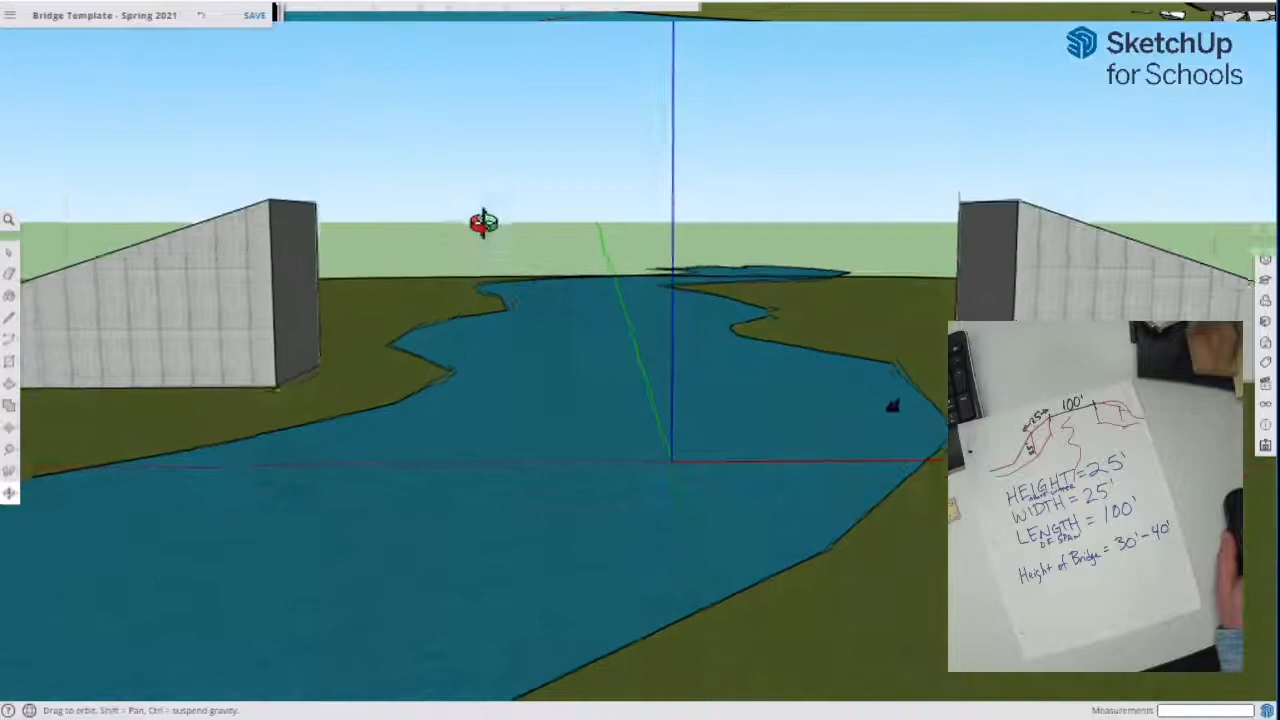 Bridge Template - Spring 2021
SAVE
SketchUp
for Schools
100'
25'
HEIGHT = 25'
WIDTH = 25'
LENGTH = 100'
OF SPAN
Height of Bridge = 30'-40'
Drag to orbit. Shift = Pan, Ctrl = suspend gravity.
Measurements